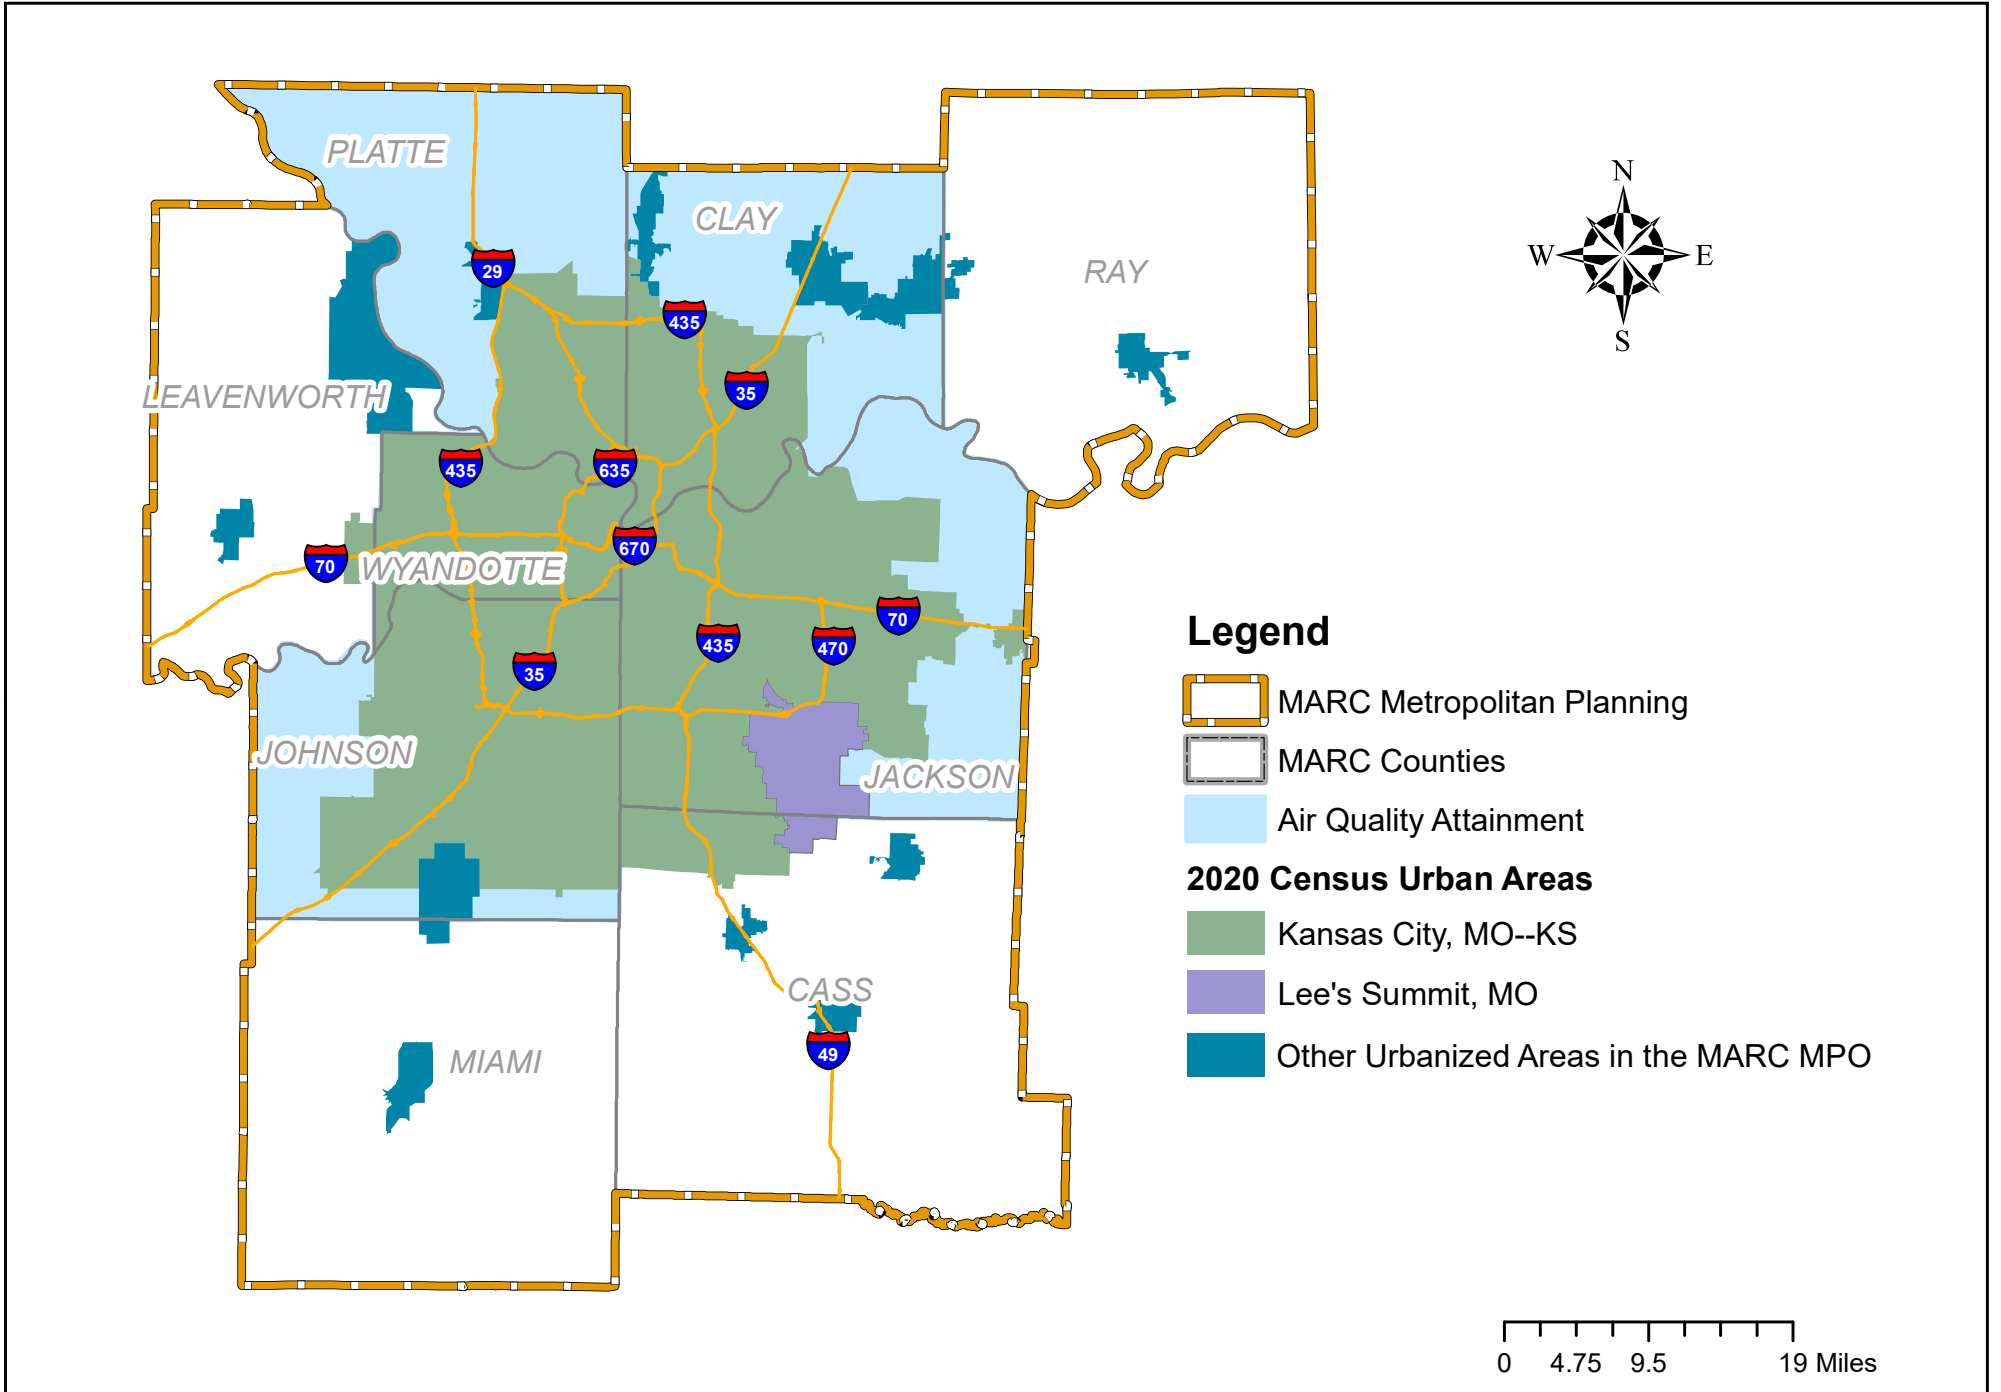 PLATTE
CLAY
RAY
29
435
35
LEAVENWORTH
435
635
70
WYANDOTTE
670
70
435
470
35
JOHNSON
JACKSON
CASS
49
MIAMI
N
W
E
S
Legend
MARC Metropolitan Planning
MARC Counties
Air Quality Attainment
2020 Census Urban Areas
Kansas City, MO--KS
Lee's Summit, MO
Other Urbanized Areas in the MARC MPO
0 4.75 9.5 19 Miles